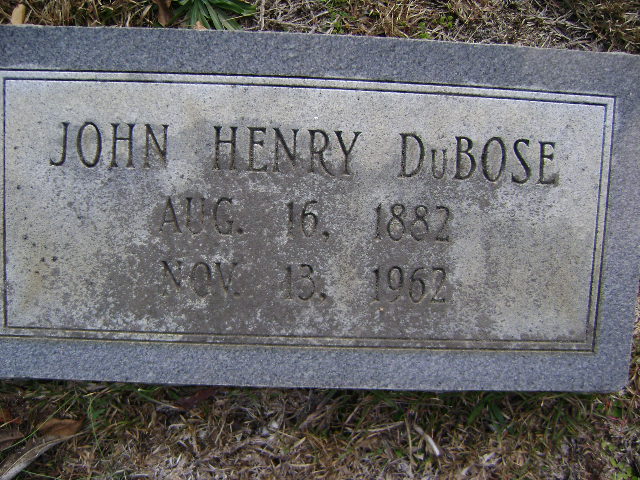 JOHN HENRY DuBOSE
AUG. 16, 1882
NOV. 13, 1962